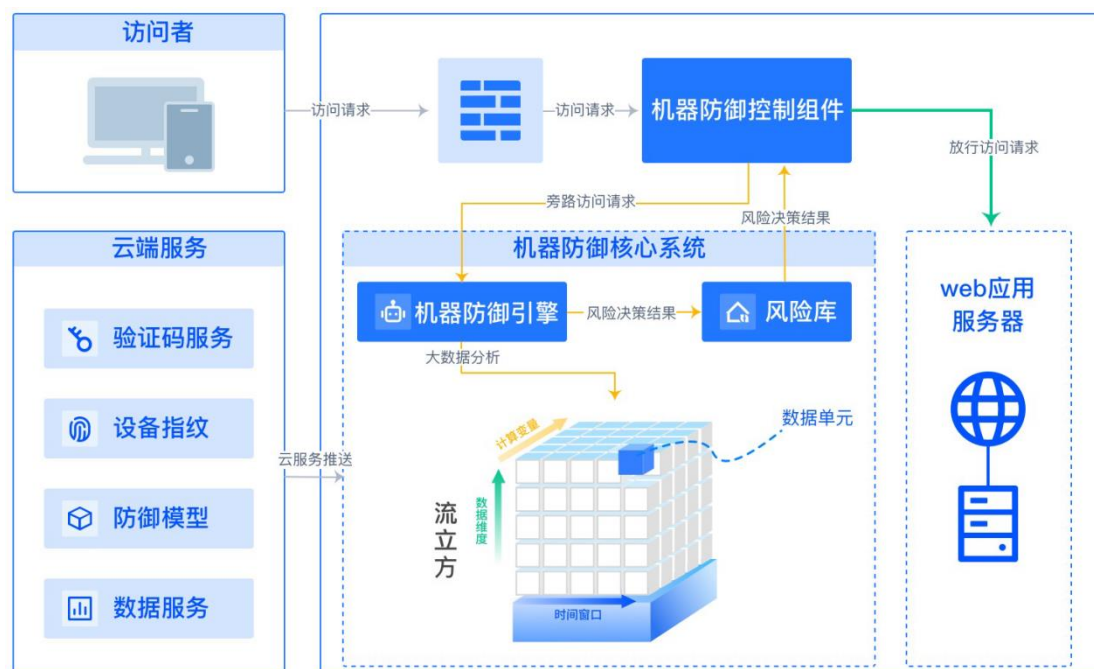 访问者
访问请求
访问请求
机器防御控制组件
放行访问请求
旁路访问请求
风险决策结果
云端服务
验证码服务
设备指纹
防御模型
数据服务
云服务推送
机器防御核心系统
机器防御引擎
风险决策结果
风险库
大数据分析
计算变量
数据单元
数据维度
流立方
时间窗口
web应用
服务器